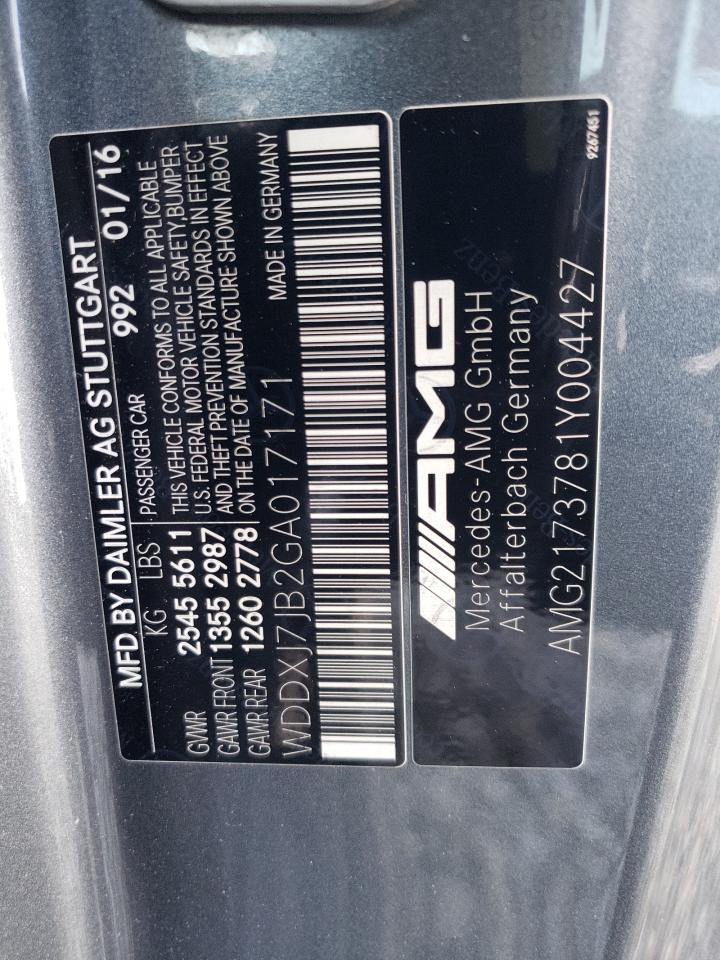 MFD BY DAIMLER AG STUTTGART
992 01/16
KG LBS PASSENGER CAR
GVWR 2545 5611
GAWR FRONT 1355 2987
GAWR REAR 1260 2778
THIS VEHICLE CONFORMS TO ALL APPLICABLE
U.S. FEDERAL MOTOR VEHICLE SAFETY, BUMPER
AND THEFT PREVENTION STANDARDS IN EFFECT
ON THE DATE OF MANUFACTURE SHOWN ABOVE
WDDXJ7JB2GA017171 MADE IN GERMANY
AMG
Mercedes-AMG GmbH
Affalterbach Germany
AMG2173781Y004427
9267451